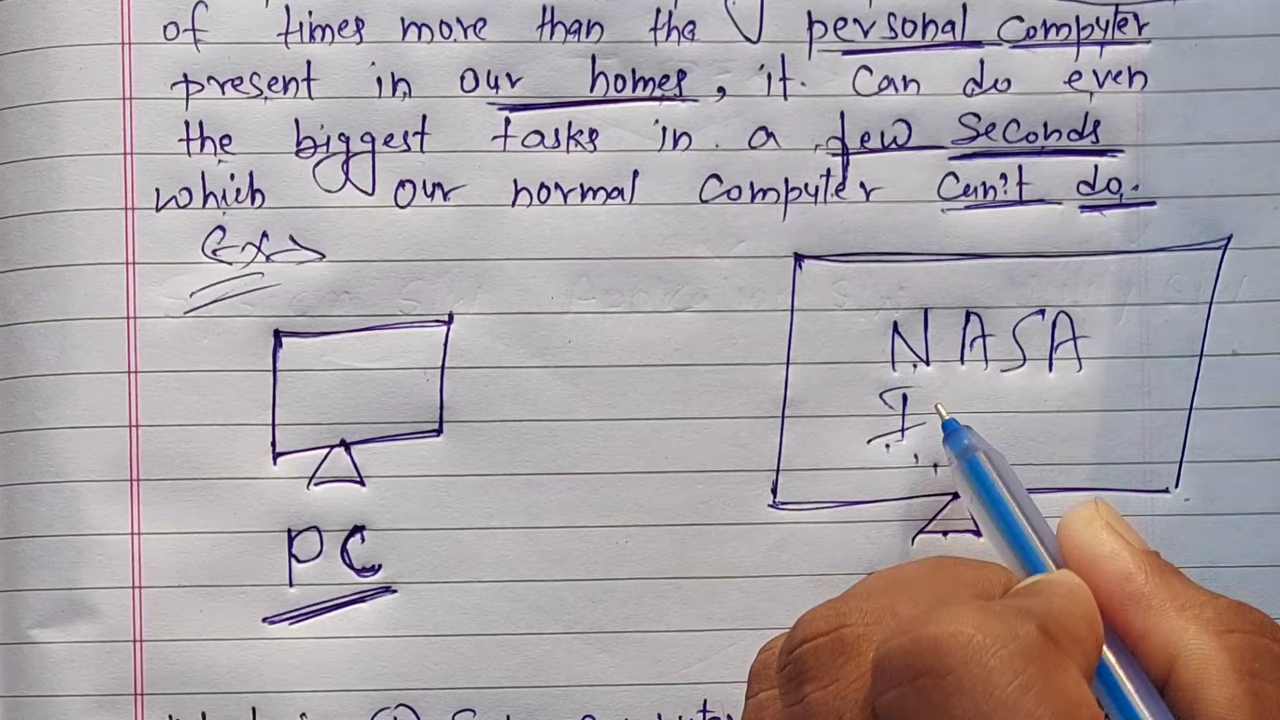 of times more than the personal Computer
present in our homes, it. Can do even
the biggest tasks in a few Seconds
which our normal Computer Can't do.
Ex→
NASA
I
PC